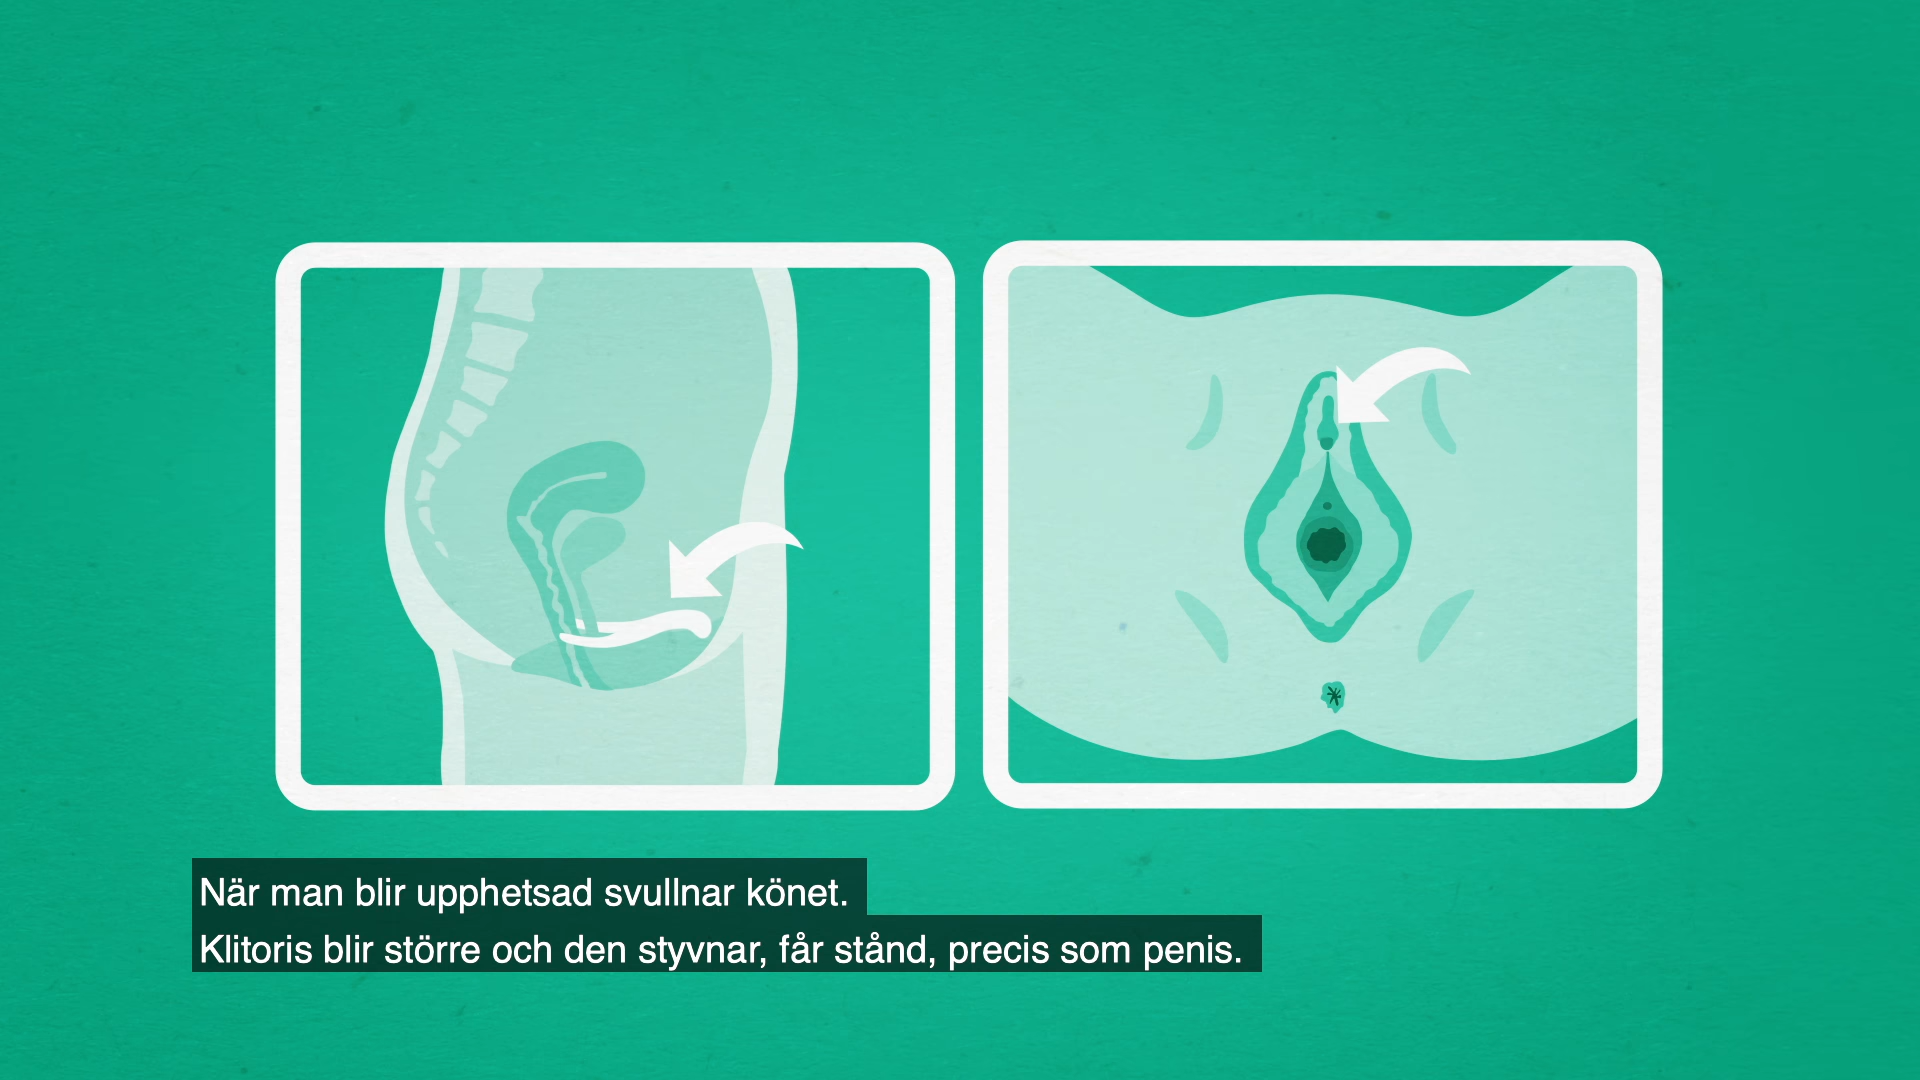 När man blir upphetsad svullnar könet.
Klitoris blir större och den styvnar, får stånd, precis som penis.